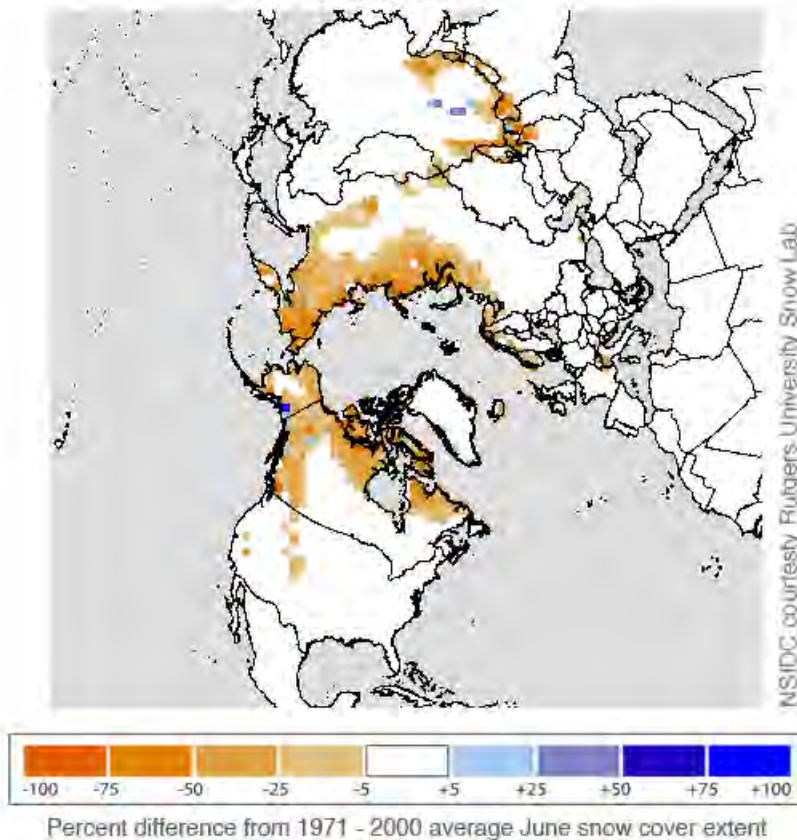 NSIDC courtesty Rutgers University Snow Lab
-100 -75 -50 -25 -5 +5 +25 +50 +75 +100
Percent difference from 1971 - 2000 average June snow cover extent